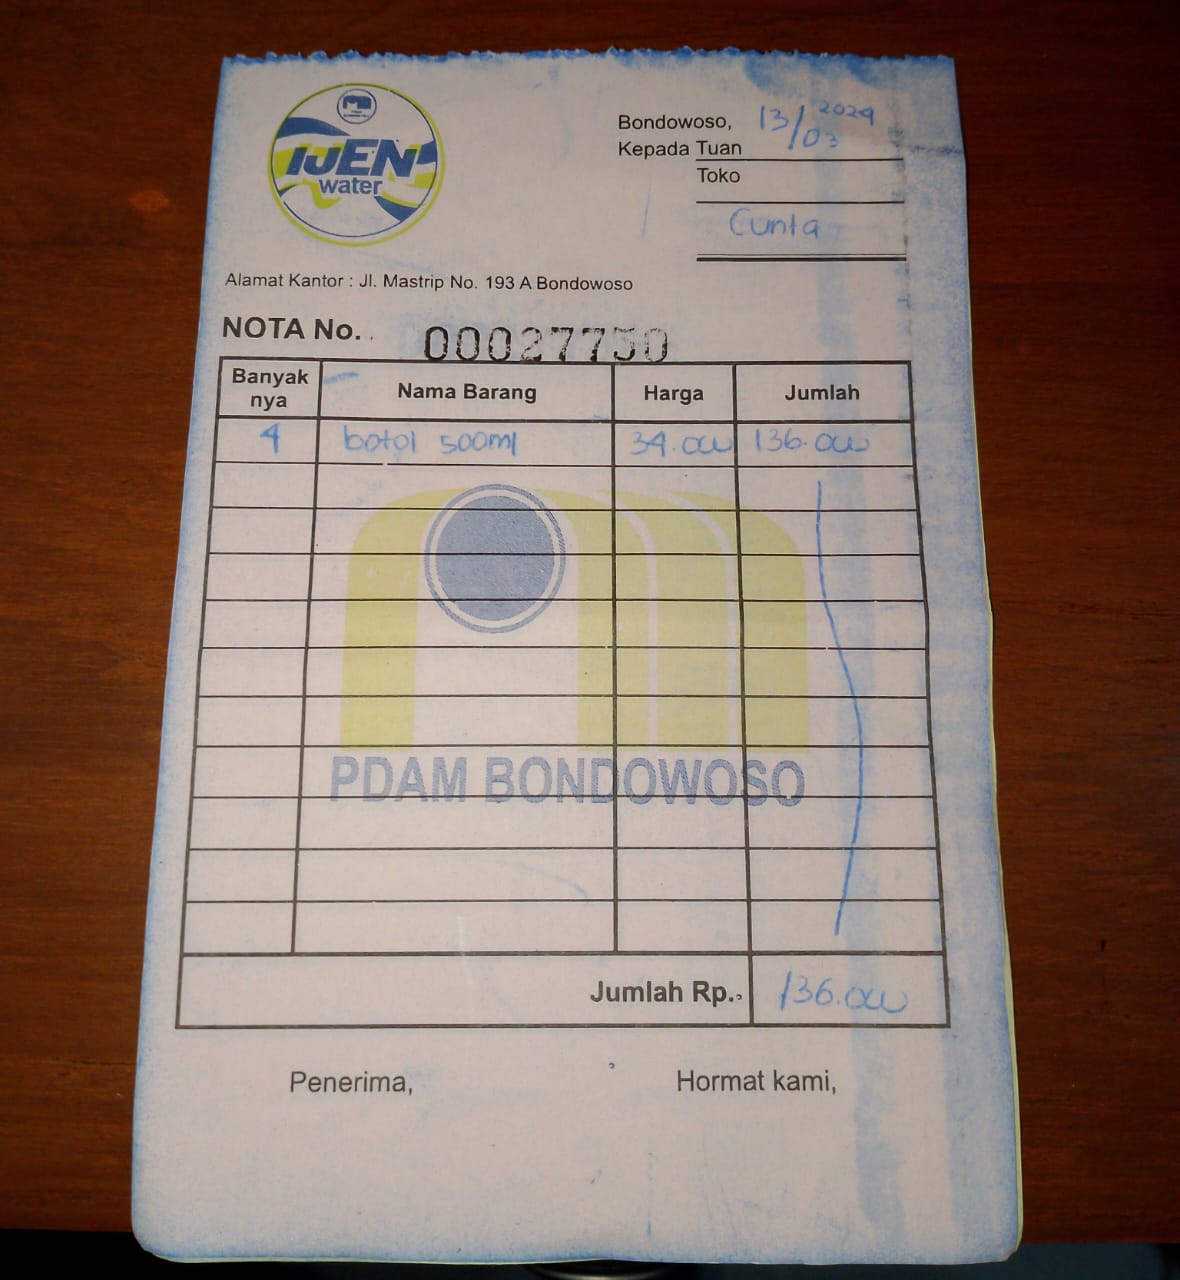 IJEN
water
Bondowoso, 13/03 2024
Kepada Tuan
Toko
Cunta
Alamat Kantor : Jl. Mastrip No. 193 A Bondowoso
NOTA No. 00027750
Banyak nya Nama Barang Harga Jumlah
4 botol 500ml 34.000 136.000
PDAM BONDOWOSO
Jumlah Rp. 136.000
Penerima, Hormat kami,